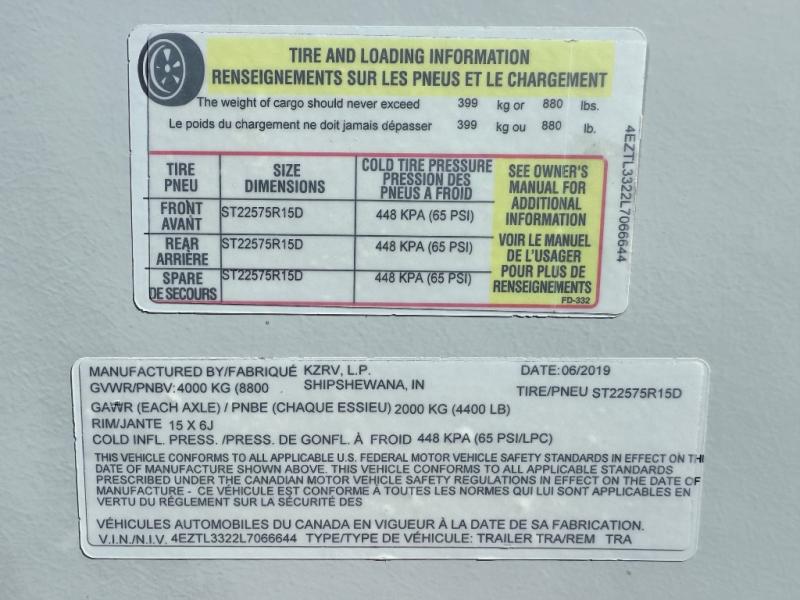 TIRE AND LOADING INFORMATION
RENSEIGNEMENTS SUR LES PNEUS ET LE CHARGEMENT
The weight of cargo should never exceed 399 kg or 880 lbs.
Le poids du chargement ne doit jamais dépasser 399 kg ou 880 lb.
TIRE PNEU SIZE DIMENSIONS COLD TIRE PRESSURE PRESSION DES PNEUS A FROID
FRONT AVANT ST22575R15D 448 KPA (65 PSI)
REAR ARRIÈRE ST22575R15D 448 KPA (65 PSI)
SPARE DE SECOURS ST22575R15D 448 KPA (65 PSI)
SEE OWNER'S
MANUAL FOR
ADDITIONAL
INFORMATION
VOIR LE MANUEL
DE L'USAGER
POUR PLUS DE
RENSEIGNEMENTS
FD-332
4EZTL3322L7066644
MANUFACTURED BY/FABRIQUÉ KZRV, L.P. DATE: 06/2019
GVWR/PNBV: 4000 KG (8800 SHIPSHEWANA, IN TIRE/PNEU ST22575R15D
GAWR (EACH AXLE) / PNBE (CHAQUE ESSIEU) 2000 KG (4400 LB)
RIM/JANTE 15 X 6J
COLD INFL. PRESS. /PRESS. DE GONFL. À FROID 448 KPA (65 PSI/LPC)
THIS VEHICLE CONFORMS TO ALL APPLICABLE U.S. FEDERAL MOTOR VEHICLE SAFETY STANDARDS IN EFFECT ON TH
DATE OF MANUFACTURE SHOWN ABOVE. THIS VEHICLE CONFORMS TO ALL APPLICABLE STANDARDS
PRESCRIBED UNDER THE CANADIAN MOTOR VEHICLE SAFETY REGULATIONS IN EFFECT ON THE DATE OF
MANUFACTURE - CE VÉHICULE EST CONFORME À TOUTES LES NORMES QUI LUI SONT APPLICABLES EN
VERTU DU RÉGLEMENT SUR LA SÉCURITÉ DES
VÉHICULES AUTOMOBILES DU CANADA EN VIGUEUR À LA DATE DE SA FABRICATION.
V.I.N./N.I.V. 4EZTL3322L7066644 TYPE/TYPE DE VÉHICULE: TRAILER TRA/REM TRA